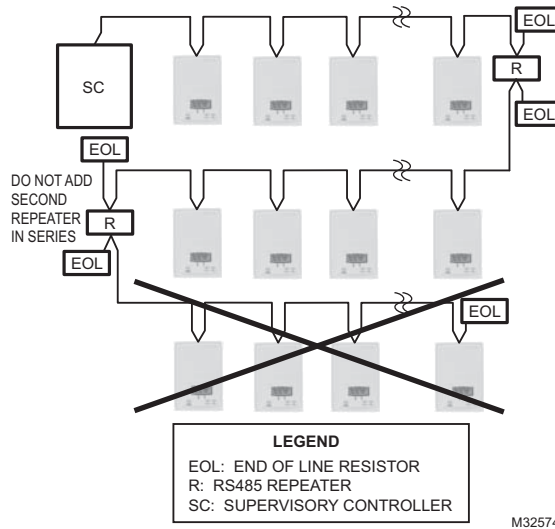 EOL
R
SC
EOL
EOL
DO NOT ADD
SECOND
REPEATER
IN SERIES
R
EOL
EOL
LEGEND
EOL: END OF LINE RESISTOR
R: RS485 REPEATER
SC: SUPERVISORY CONTROLLER
M32574